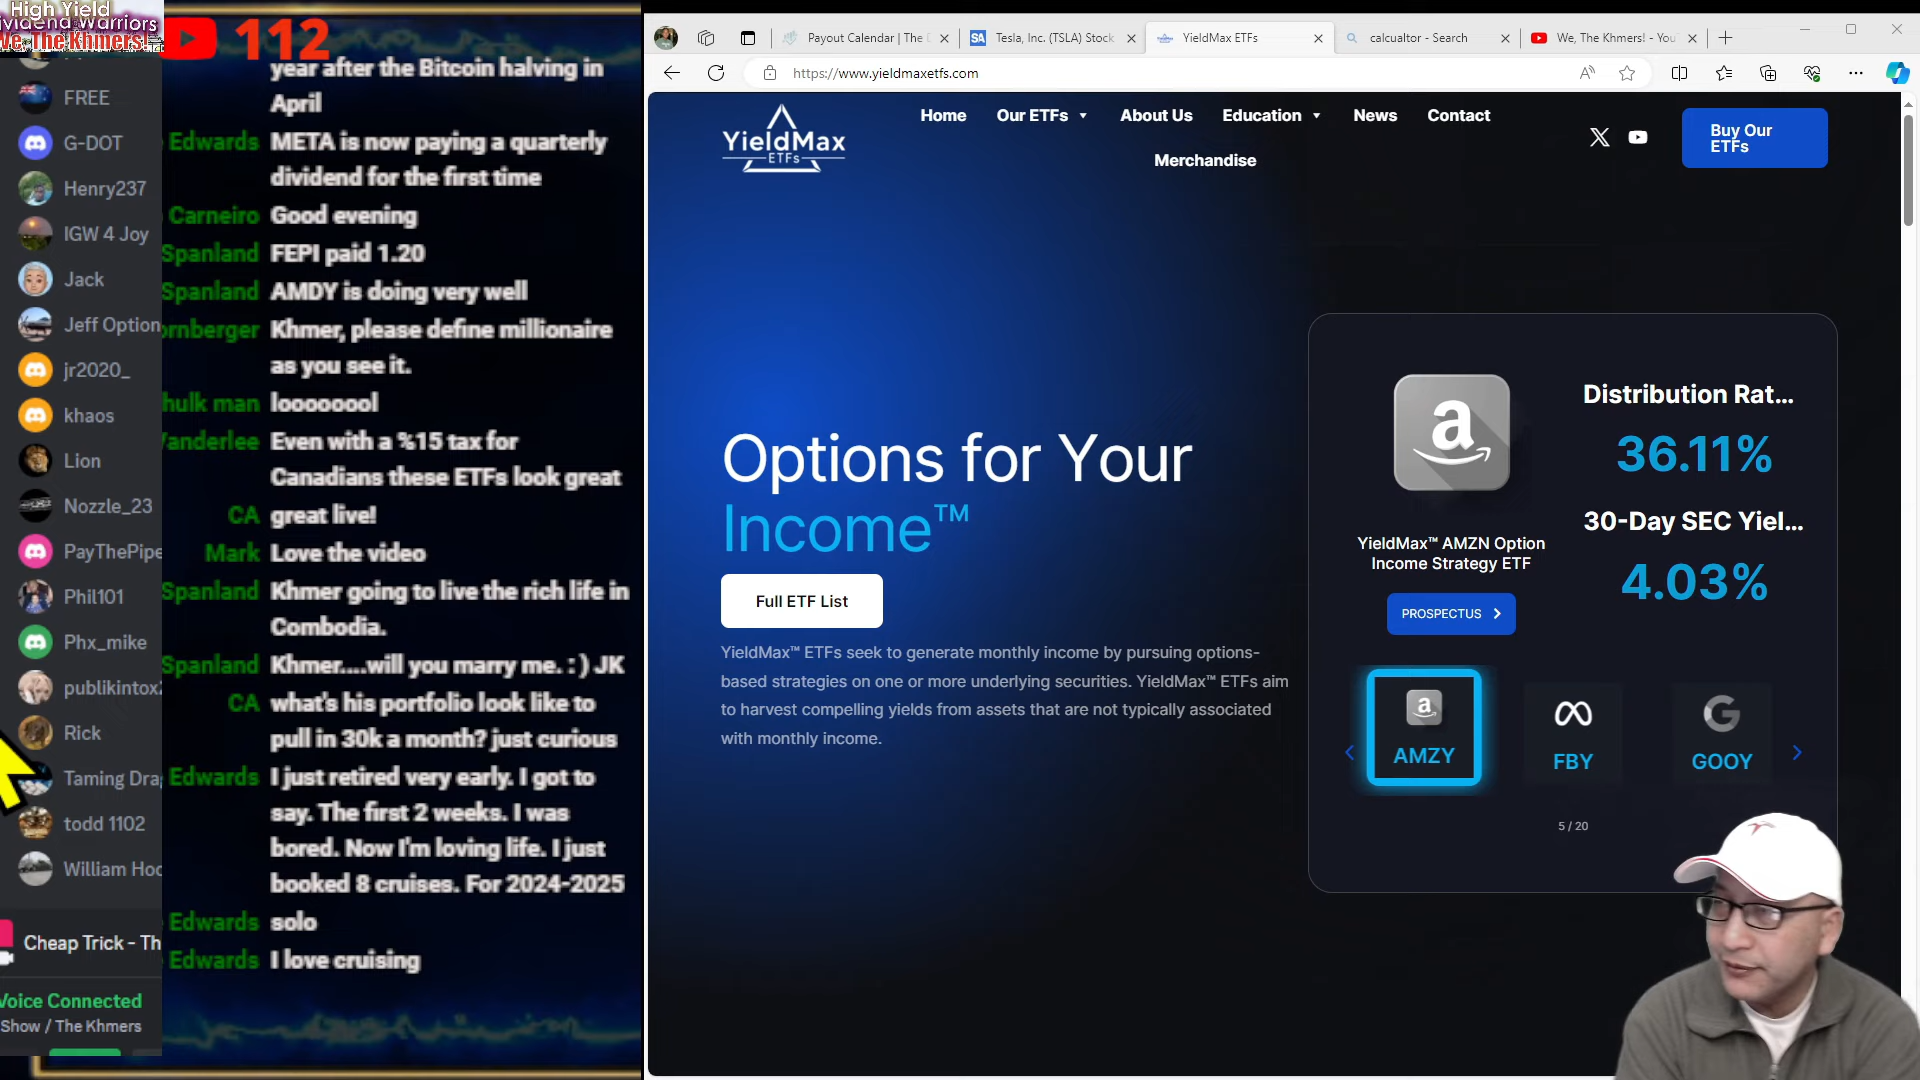 High Yield
Dividend Warriors
We, The Khmers!
112
FREE
G-DOT
Henry237
IGW 4 Joy
Jack
Jeff Option
jr2020_
khaos
Lion
Nozzle_23
PayThePipe
Phil101
Phx_mike
publikintox
Rick
Taming Dra
todd 1102
William Hoo
Cheap Trick - Th
Voice Connected
Show / The Khmers
year after the Bitcoin halving in
April
Edwards META is now paying a quarterly
dividend for the first time
Carneiro Good evening
Spanland FEPI paid 1.20
Spanland AMDY is doing very well
ornberger Khmer, please define millionaire
as you see it.
hulk man looooooool
Vanderlee Even with a %15 tax for
Canadians these ETFs look great
CA great live!
Mark Love the video
Spanland Khmer going to live the rich life in
Combodia.
Spanland Khmer....will you marry me. : ) JK
CA what's his portfolio look like to
pull in 30k a month? just curious
Edwards I just retired very early. I got to
say. The first 2 weeks. I was
bored. Now I'm loving life. I just
booked 8 cruises. For 2024-2025
Edwards solo
Edwards I love cruising
Payout Calendar | The
Tesla, Inc. (TSLA) Stock
YieldMax ETFs
calcualtor - Search
We, The Khmers! - You
https://www.yieldmaxetfs.com
YieldMax
ETFs
Home Our ETFs About Us Education News Contact
Merchandise
Buy Our
ETFs
Options for Your
Income™
Full ETF List
YieldMax™ ETFs seek to generate monthly income by pursuing options-
based strategies on one or more underlying securities. YieldMax™ ETFs aim
to harvest compelling yields from assets that are not typically associated
with monthly income.
Distribution Rat...
36.11%
30-Day SEC Yiel...
4.03%
YieldMax™ AMZN Option
Income Strategy ETF
PROSPECTUS
AMZY
FBY
GOOY
5 / 20